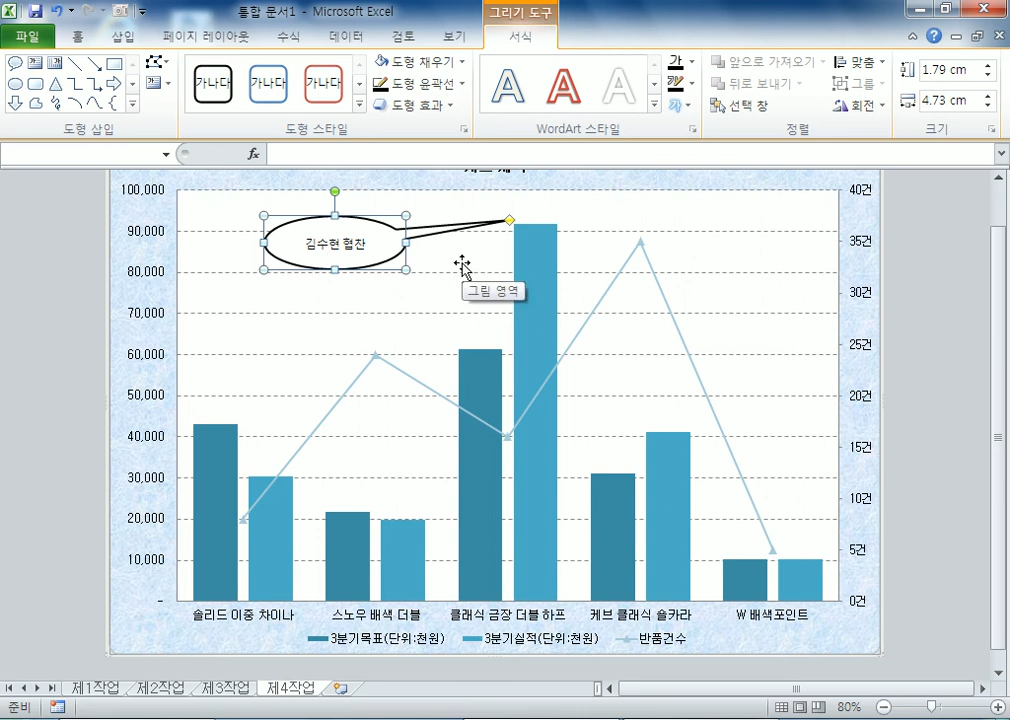 통합 문서1 - Microsoft Excel
그리기 도구
파일 홈 삽입 페이지 레이아웃 수식 데이터 검토 보기 서식
가나다 가나다 가나다
도형 채우기
도형 윤곽선
도형 효과
도형 삽입
도형 스타일
A A A
가
WordArt 스타일
앞으로 가져오기
뒤로 보내기
선택 창
맞춤
그룹
회전
정렬
1.79 cm
4.73 cm
크기
fx
100,000
90,000
80,000
70,000
60,000
50,000
40,000
30,000
20,000
10,000
-
김수현 협찬
그림 영역
40건
35건
30건
25건
20건
15건
10건
5건
0건
솔리드 이중 차이나 스노우 배색 더블 클래식 금장 더블 하프 케브 클래식 숄카라 W 배색포인트
3분기목표(단위:천원) 3분기실적(단위:천원) 반품건수
제1작업 제2작업 제3작업 제4작업
준비
80%